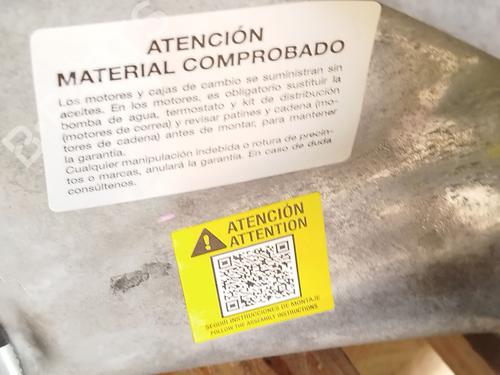 ATENCIÓN
MATERIAL COMPROBADO
Los motores y cajas de cambio se suministran sin
aceites. En los motores, es obligatorio sustituir la
bomba de agua, termostato y kit de distribución
(motores de correa) y revisar patines y cadena (mo-
tores de cadena) antes de montar, para mantener
la garantía.
Cualquier manipulación indebida o rotura de precin-
tos o marcas, anulará la garantía. En caso de duda
consúltenos.
ATENCIÓN
ATTENTION
SEGUIR INSTRUCCIONES DE MONTAJE
FOLLOW THE ASSEMBLY INSTRUCTIONS